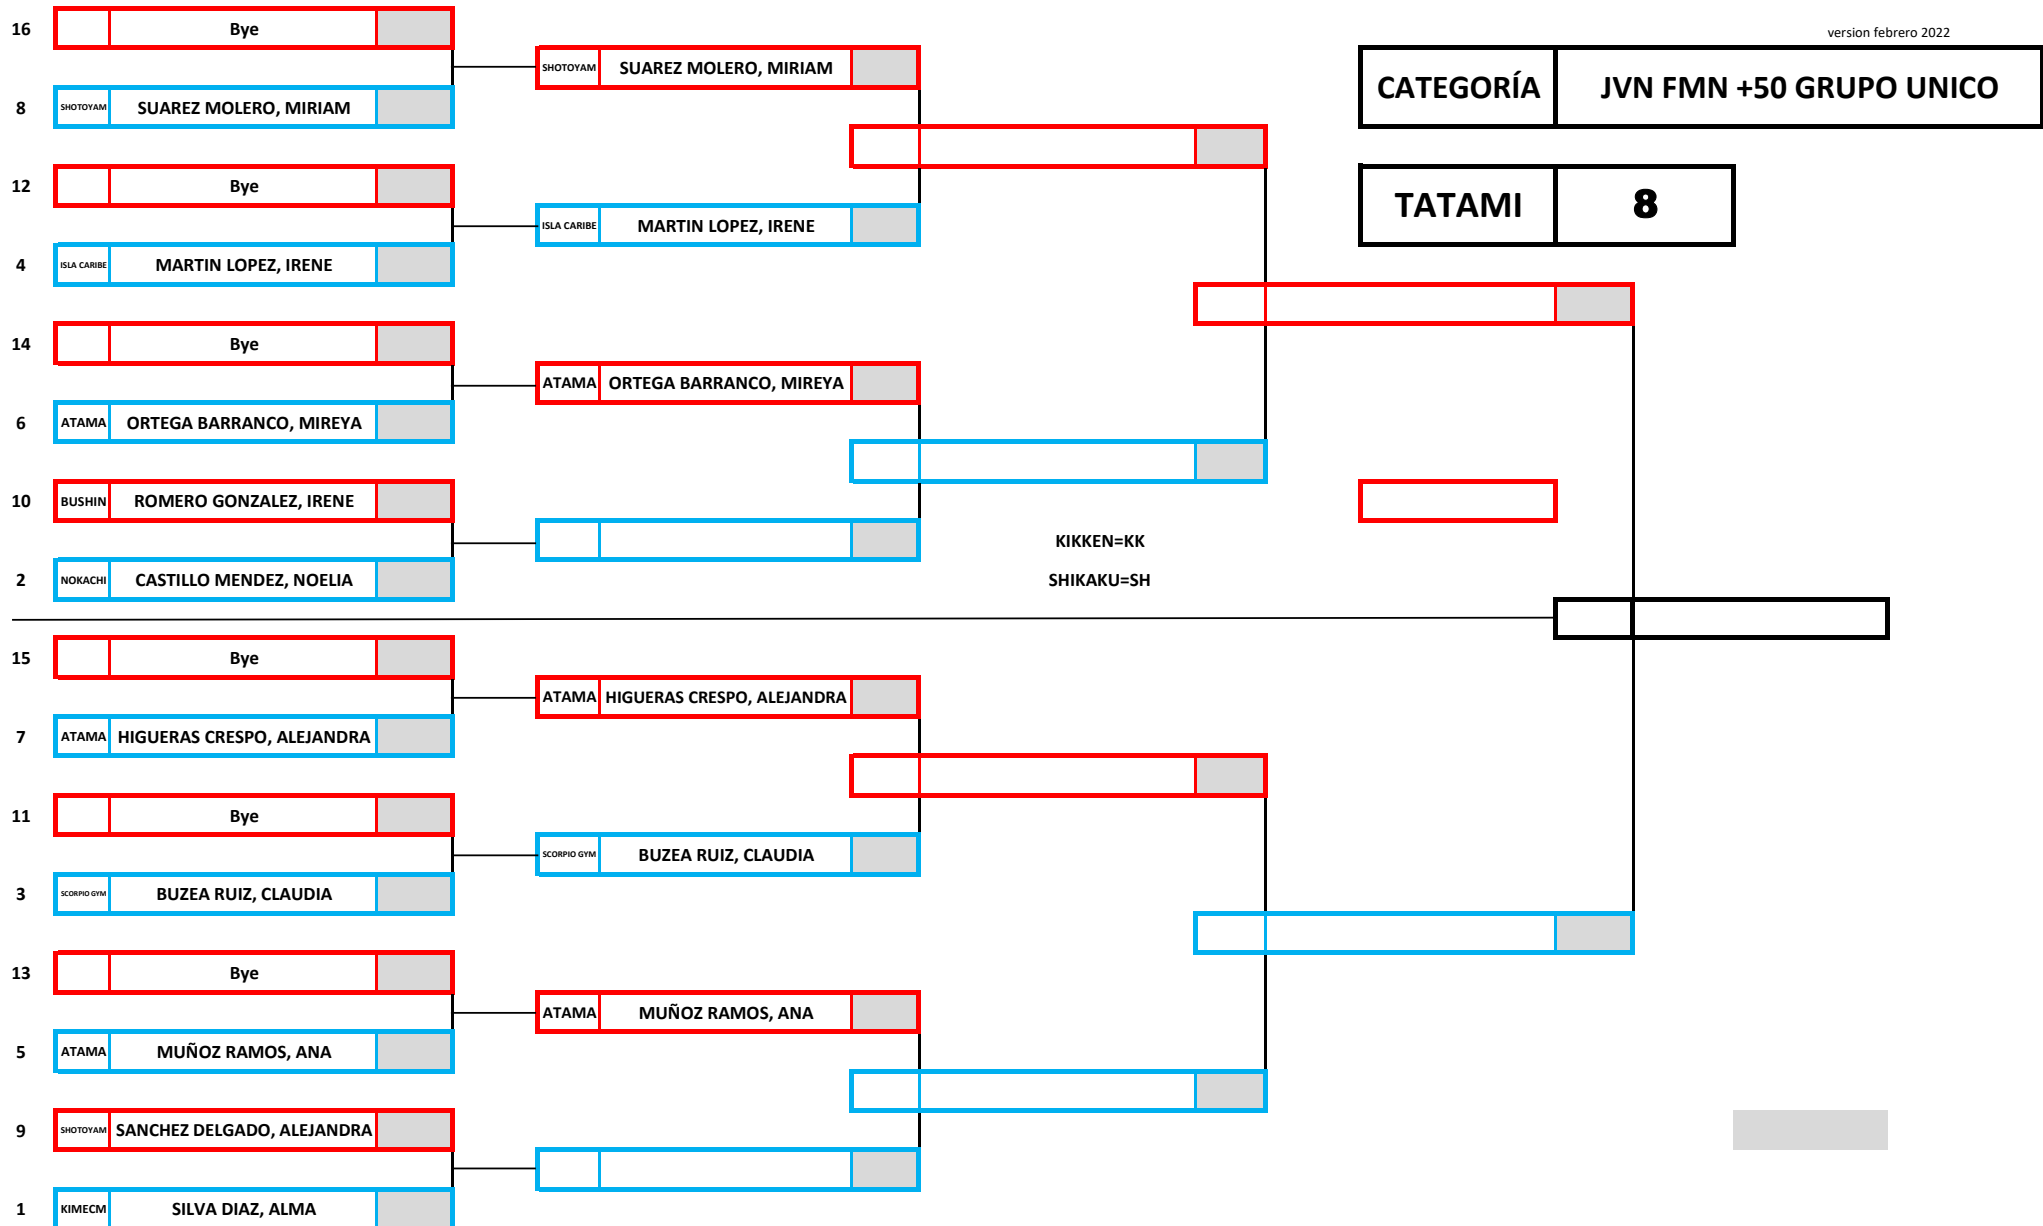 version febrero 2022
CATEGORÍA JVN FMN +50 GRUPO UNICO
TATAMI 8
16 Bye
SHOTOYAM SUAREZ MOLERO, MIRIAM
8 SHOTOYAM SUAREZ MOLERO, MIRIAM
12 Bye
ISLA CARIBE MARTIN LOPEZ, IRENE
4 ISLA CARIBE MARTIN LOPEZ, IRENE
14 Bye
ATAMA ORTEGA BARRANCO, MIREYA
6 ATAMA ORTEGA BARRANCO, MIREYA
10 BUSHIN ROMERO GONZALEZ, IRENE
KIKKEN=KK
2 NOKACHI CASTILLO MENDEZ, NOELIA
SHIKAKU=SH
15 Bye
ATAMA HIGUERAS CRESPO, ALEJANDRA
7 ATAMA HIGUERAS CRESPO, ALEJANDRA
11 Bye
SCORPIO GYM BUZEA RUIZ, CLAUDIA
3 SCORPIO GYM BUZEA RUIZ, CLAUDIA
13 Bye
ATAMA MUÑOZ RAMOS, ANA
5 ATAMA MUÑOZ RAMOS, ANA
9 SHOTOYAM SANCHEZ DELGADO, ALEJANDRA
1 KIMECM SILVA DIAZ, ALMA